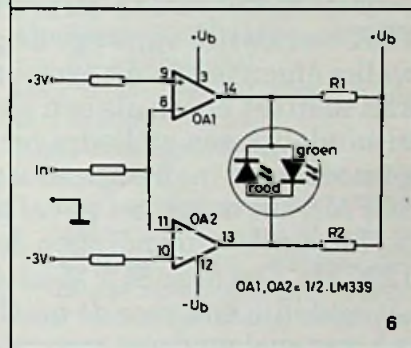 +Ub +Ub
+3V 9 3 14 R1
8 OA1
In groen
rood
11 OA2 13 R2
-3V 10 12
-Ub OA1,OA2= 1/2.LM339
6